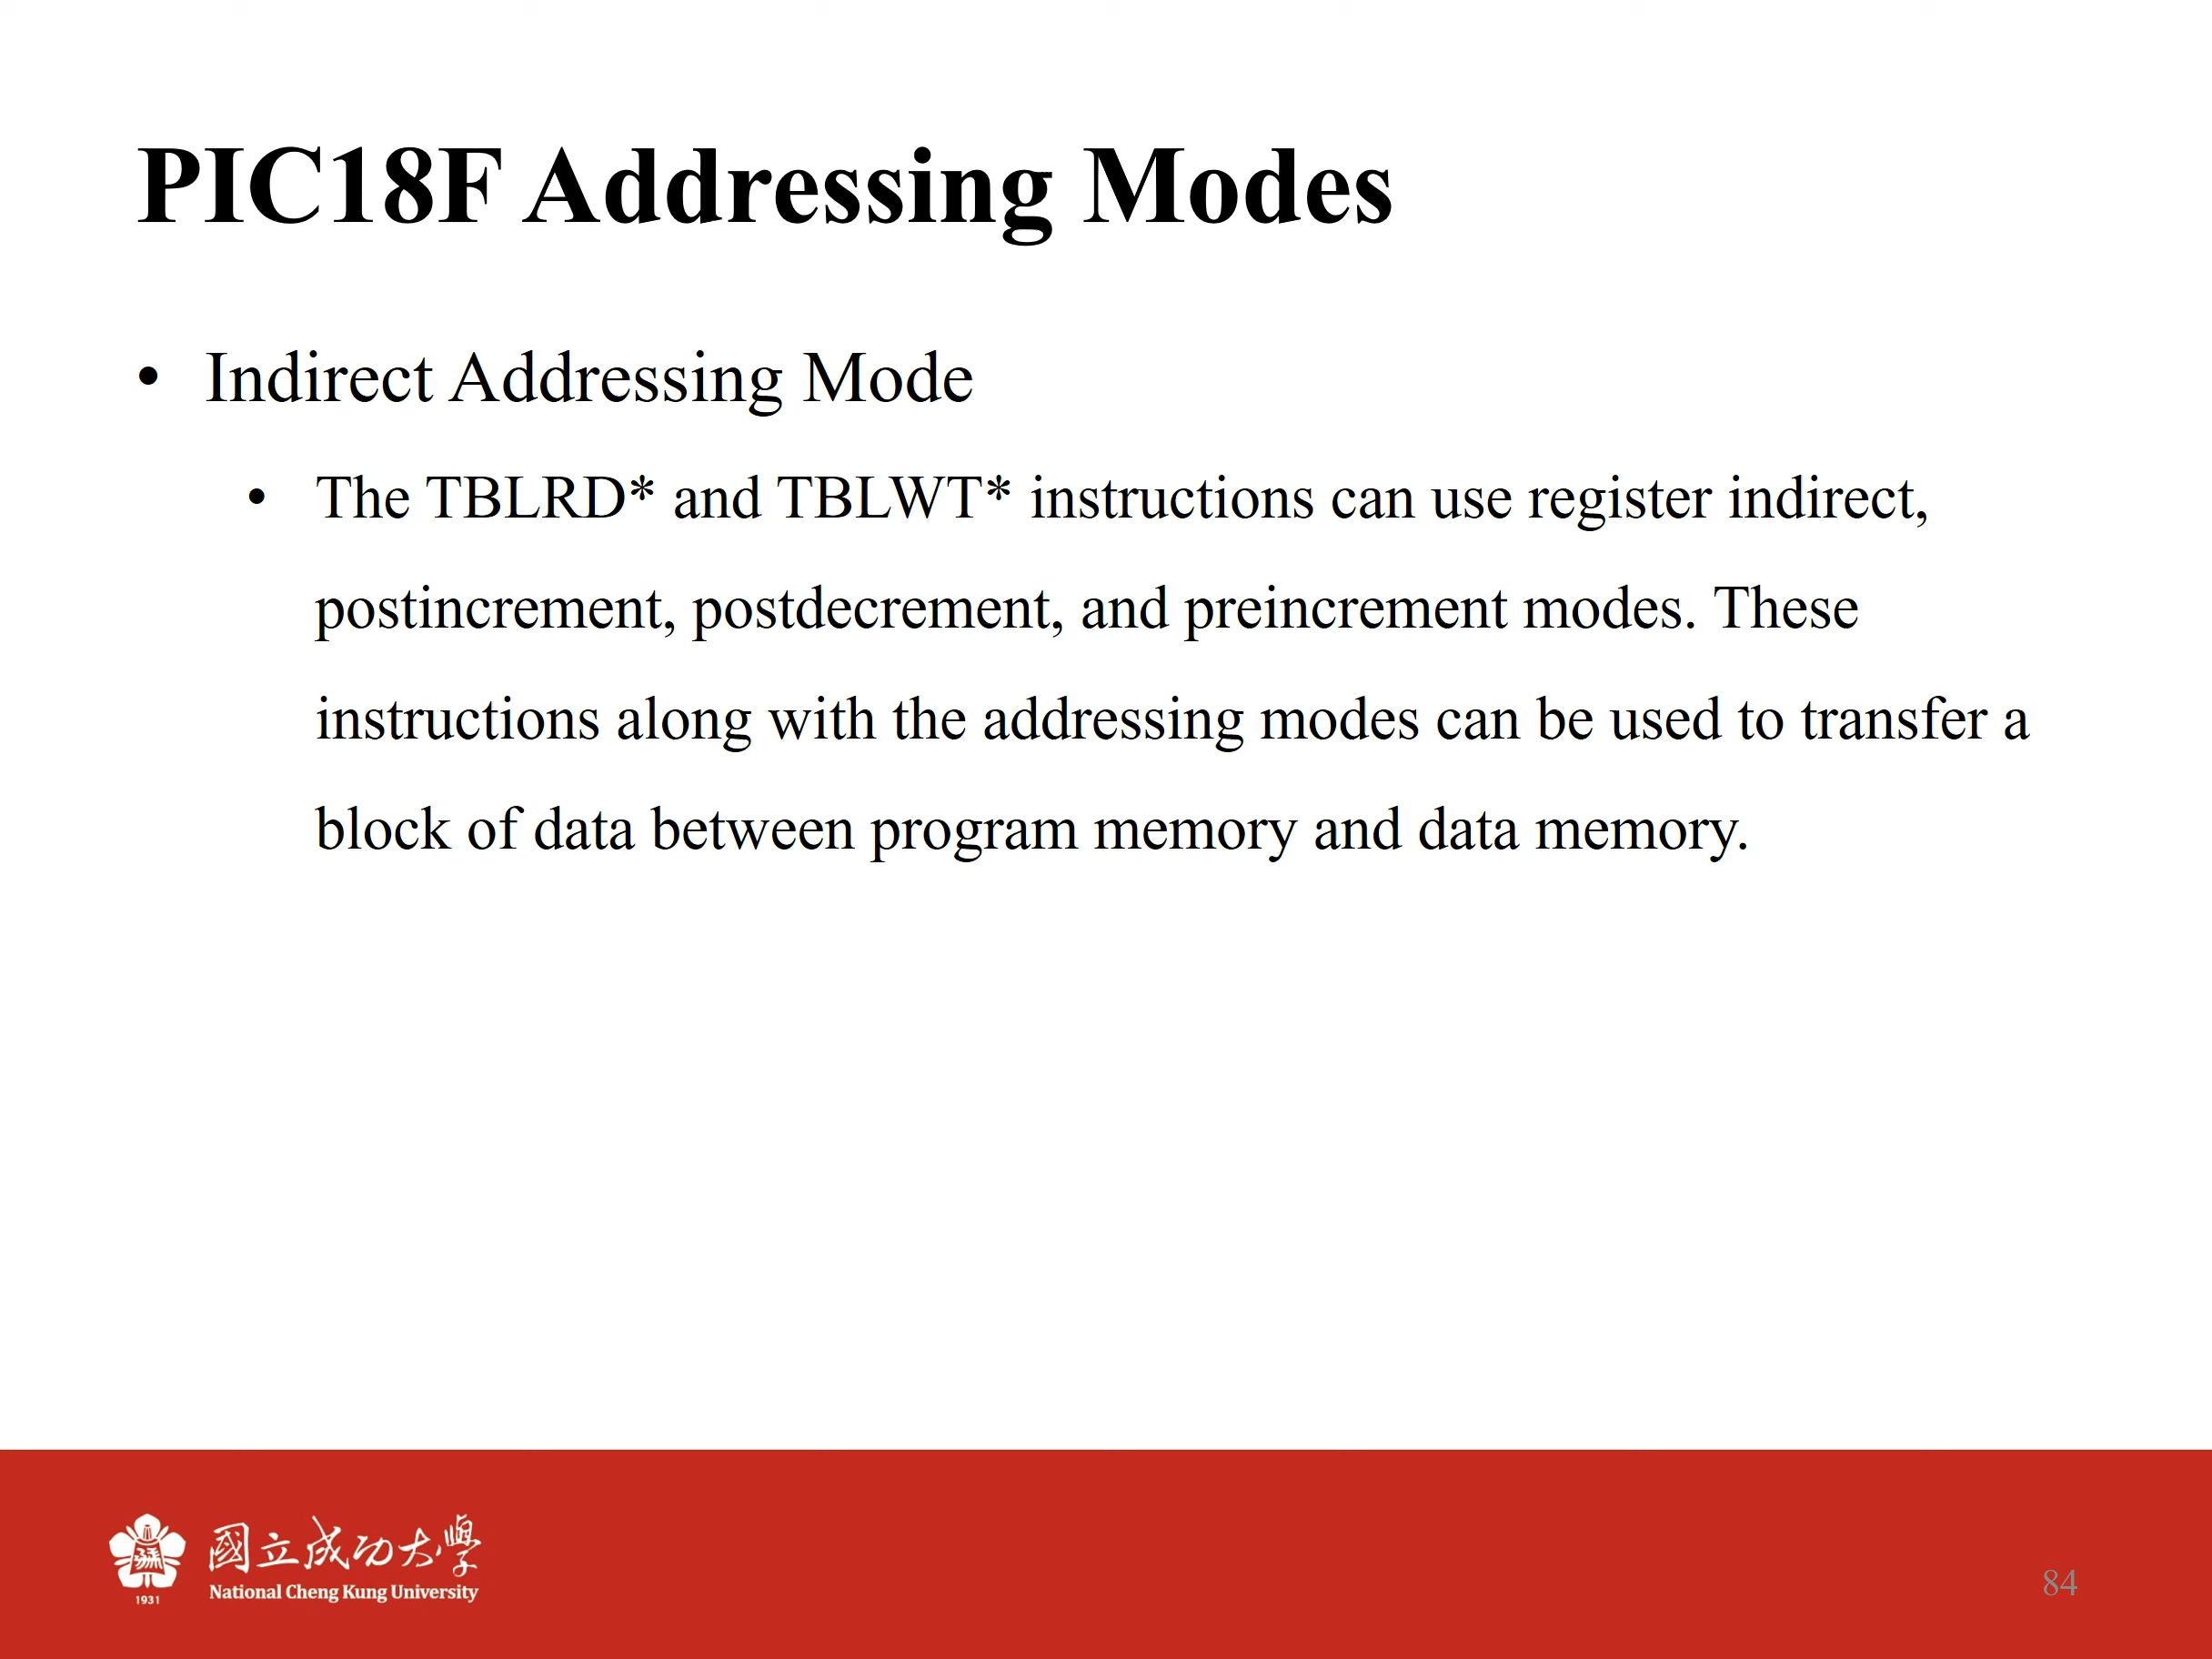 PIC18F Addressing Modes
• Indirect Addressing Mode
• The TBLRD* and TBLWT* instructions can use register indirect,
postincrement, postdecrement, and preincrement modes. These
instructions along with the addressing modes can be used to transfer a
block of data between program memory and data memory.
國立成功大學
National Cheng Kung University
1931
84